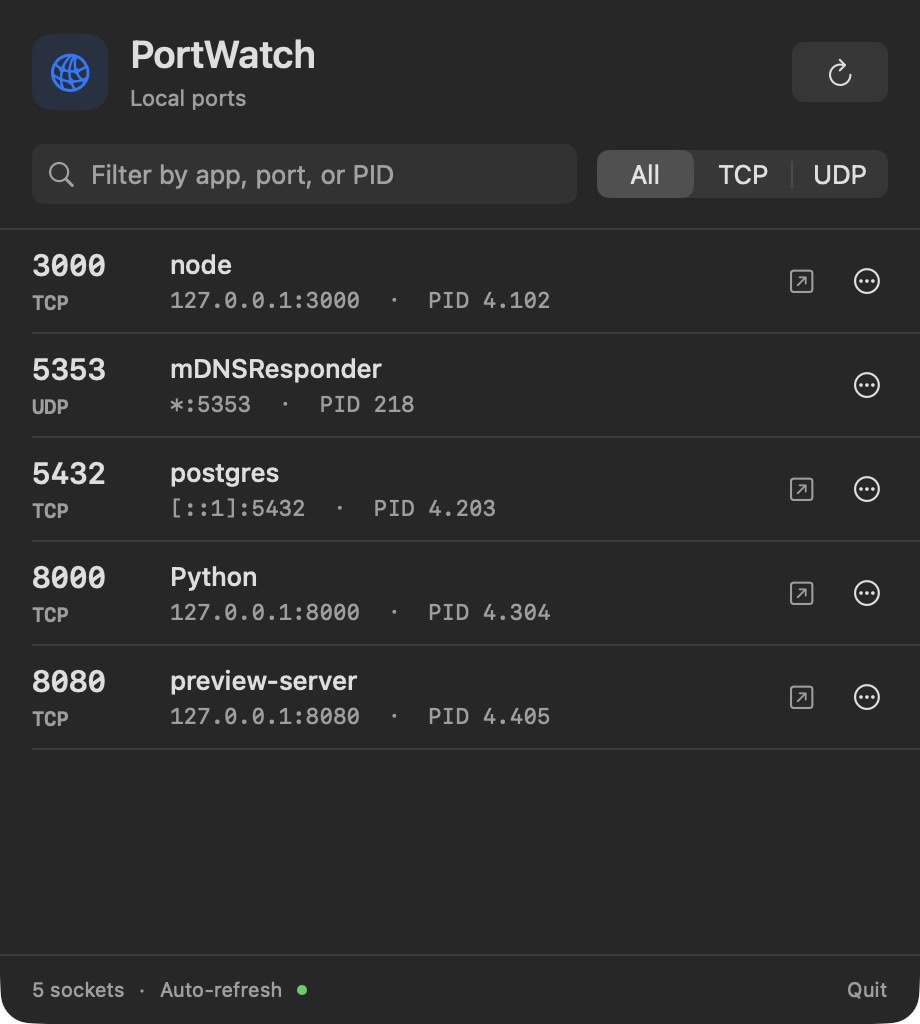 PortWatch
Local ports
Filter by app, port, or PID
All TCP UDP
3000 node
TCP 127.0.0.1:3000 · PID 4.102
5353 mDNSResponder
UDP *:5353 · PID 218
5432 postgres
TCP [::1]:5432 · PID 4.203
8000 Python
TCP 127.0.0.1:8000 · PID 4.304
8080 preview-server
TCP 127.0.0.1:8080 · PID 4.405
5 sockets · Auto-refresh Quit